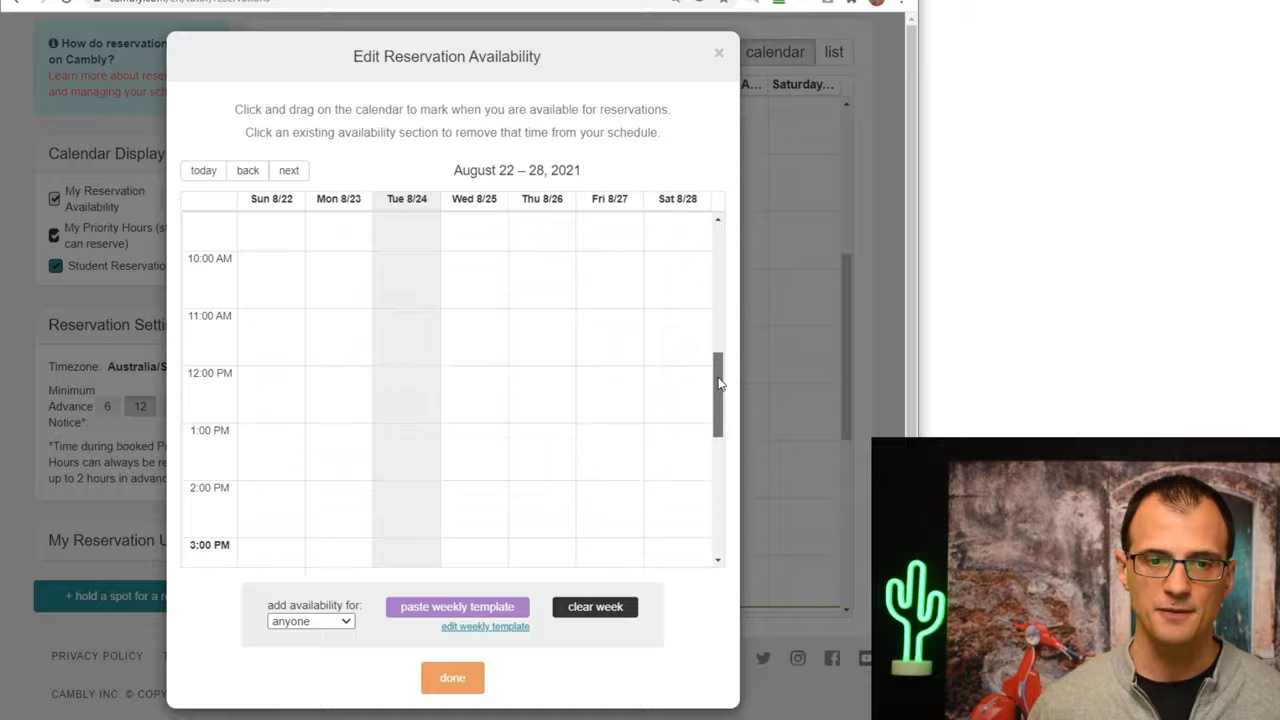 How do reservation
on Cambly?
Learn more about rese
and managing your sch
Edit Reservation Availability
×
calendar
list
A...
Saturday...
Click and drag on the calendar to mark when you are available for reservations.
Click an existing availability section to remove that time from your schedule.
Calendar Display
My Reservation
Availability
My Priority Hours (s
can reserve)
Student Reservatio
today
back
next
August 22 – 28, 2021
Sun 8/22
Mon 8/23
Tue 8/24
Wed 8/25
Thu 8/26
Fri 8/27
Sat 8/28
10:00 AM
11:00 AM
12:00 PM
1:00 PM
2:00 PM
3:00 PM
Reservation Setti
Timezone: Australia/S
Minimum
Advance
Notice*:
6
12
*Time during booked P
Hours can always be re
up to 2 hours in advanc
My Reservation U
+ hold a spot for a r
add availability for:
anyone
paste weekly template
edit weekly template
clear week
done
PRIVACY POLICY
CAMBLY INC. © COPY